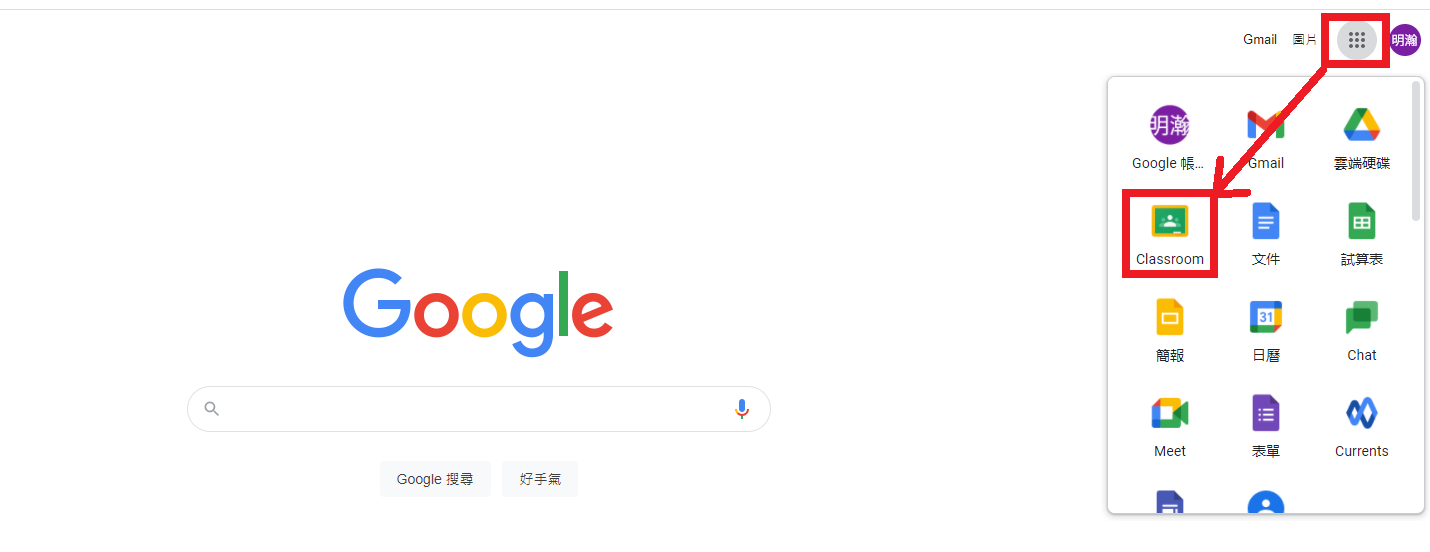 Gmail 圖片 明瀚
明瀚
Google 帳... Gmail 雲端硬碟
Classroom 文件 試算表
31
簡報 日曆 Chat
Meet 表單 Currents
Google
Google 搜尋 好手氣